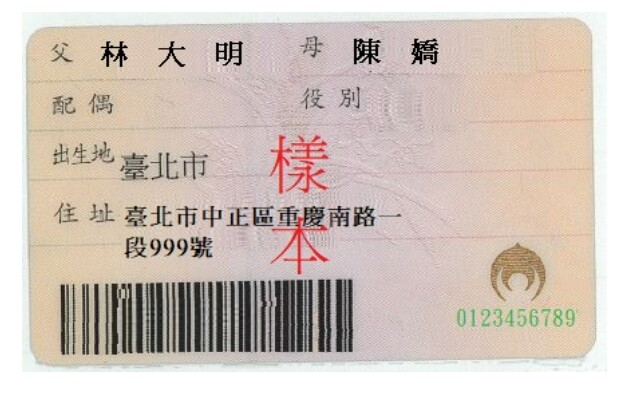 父 林 大 明 母 陳 嬌
配 偶 役 別
出生地 臺北市
住 址 臺北市中正區重慶南路一
段999號
樣本
0123456789